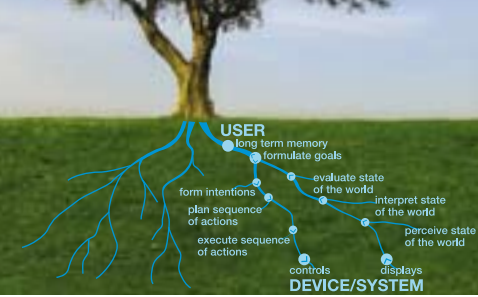 USER
long term memory
formulate goals
evaluate state
of the world
form intentions
interpret state
of the world
plan sequence
of actions
perceive state
of the world
execute sequence
of actions
controls
displays
DEVICE/SYSTEM